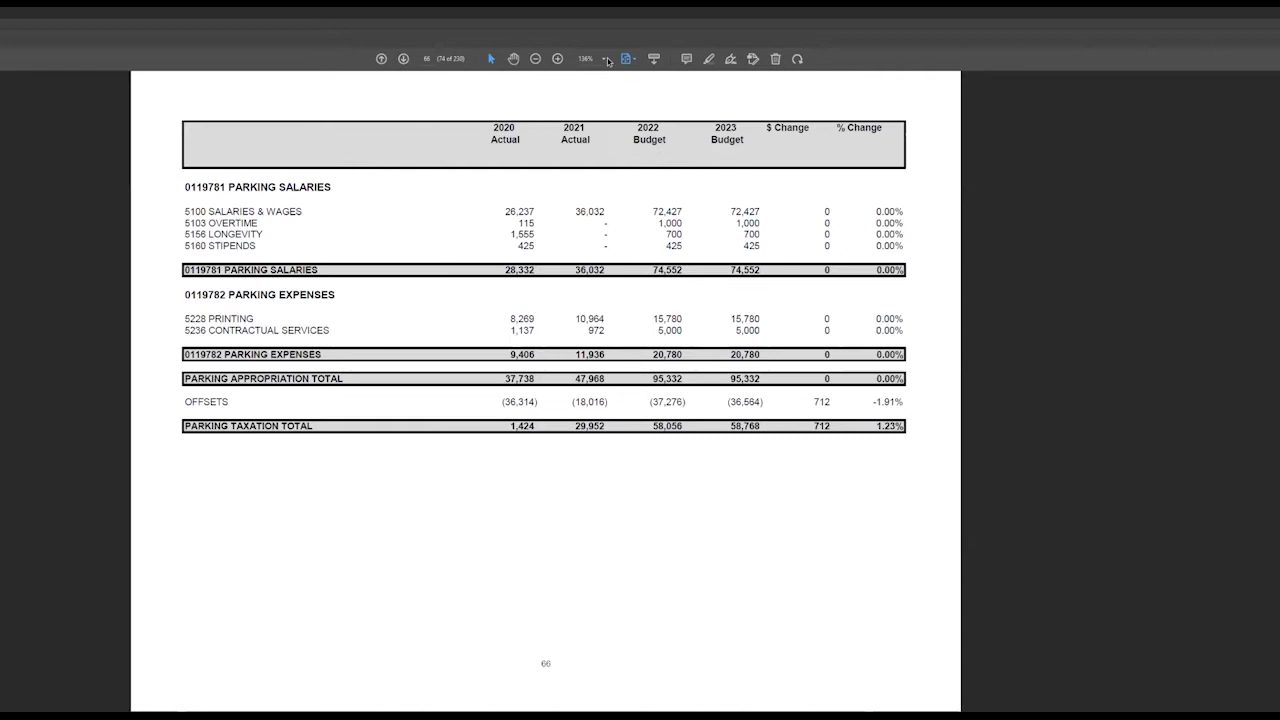 66 (74 of 230) 136%
2020 2021 2022 2023 $ Change % Change
Actual Actual Budget Budget
0119781 PARKING SALARIES
5100 SALARIES & WAGES 26,237 36,032 72,427 72,427 0 0.00%
5103 OVERTIME 115 - 1,000 1,000 0 0.00%
5156 LONGEVITY 1,555 - 700 700 0 0.00%
5160 STIPENDS 425 - 425 425 0 0.00%
0119781 PARKING SALARIES 28,332 36,032 74,552 74,552 0 0.00%
0119782 PARKING EXPENSES
5228 PRINTING 8,269 10,964 15,780 15,780 0 0.00%
5236 CONTRACTUAL SERVICES 1,137 972 5,000 5,000 0 0.00%
0119782 PARKING EXPENSES 9,406 11,936 20,780 20,780 0 0.00%
PARKING APPROPRIATION TOTAL 37,738 47,968 95,332 95,332 0 0.00%
OFFSETS (36,314) (18,016) (37,276) (36,564) 712 -1.91%
PARKING TAXATION TOTAL 1,424 29,952 58,056 58,768 712 1.23%
66